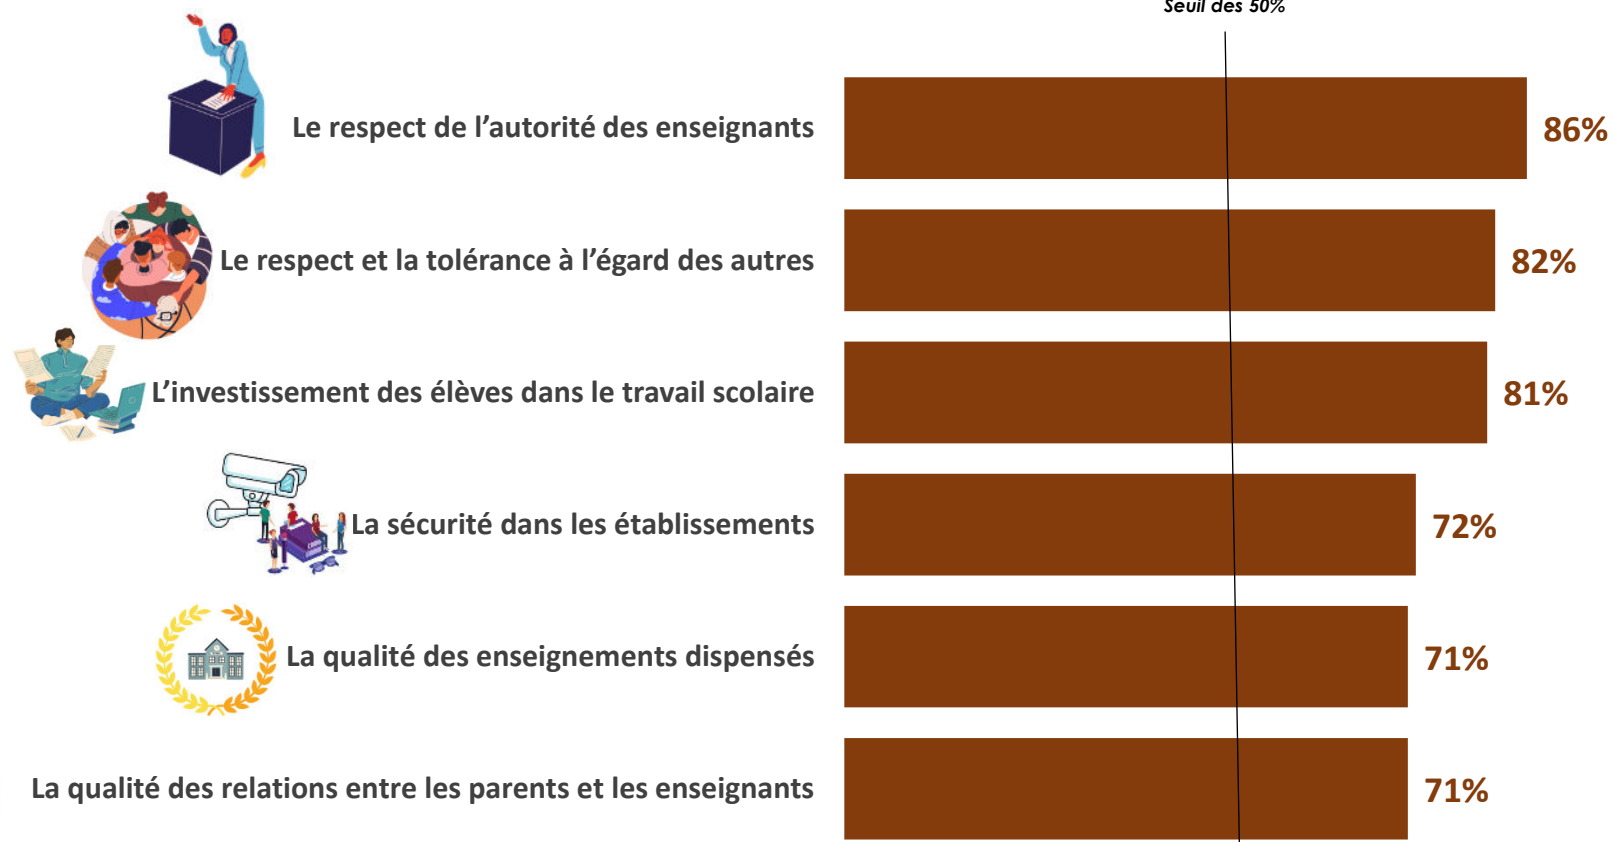 Seuil des 50%
Le respect de l’autorité des enseignants
86%
Le respect et la tolérance à l’égard des autres
82%
L’investissement des élèves dans le travail scolaire
81%
La sécurité dans les établissements
72%
La qualité des enseignements dispensés
71%
La qualité des relations entre les parents et les enseignants
71%